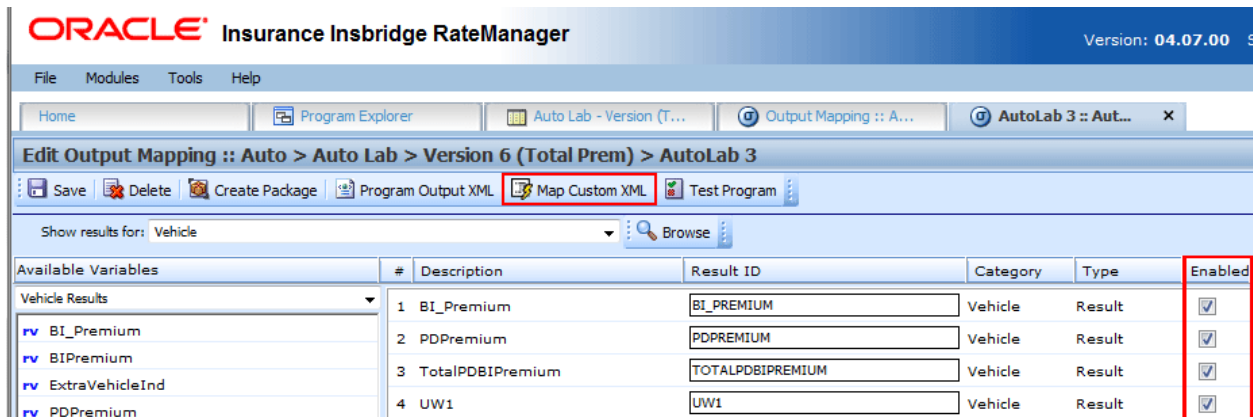 ORACLE® Insurance Insbridge RateManager
Version: 04.07.00 S
File Modules Tools Help
Home Program Explorer Auto Lab - Version (T... Output Mapping :: A... AutoLab 3 :: Aut... x
Edit Output Mapping :: Auto > Auto Lab > Version 6 (Total Prem) > AutoLab 3
Save Delete Create Package Program Output XML Map Custom XML Test Program
Show results for: Vehicle Browse
Available Variables
Vehicle Results
rv BI_Premium
rv BIPremium
rv ExtraVehicleInd
rv PDPremium
# Description Result ID Category Type Enabled
1 BI_Premium BI_PREMIUM Vehicle Result
2 PDPremium PDPREMIUM Vehicle Result
3 TotalPDBIPremium TOTALPDBIPREMIUM Vehicle Result
4 UW1 UW1 Vehicle Result